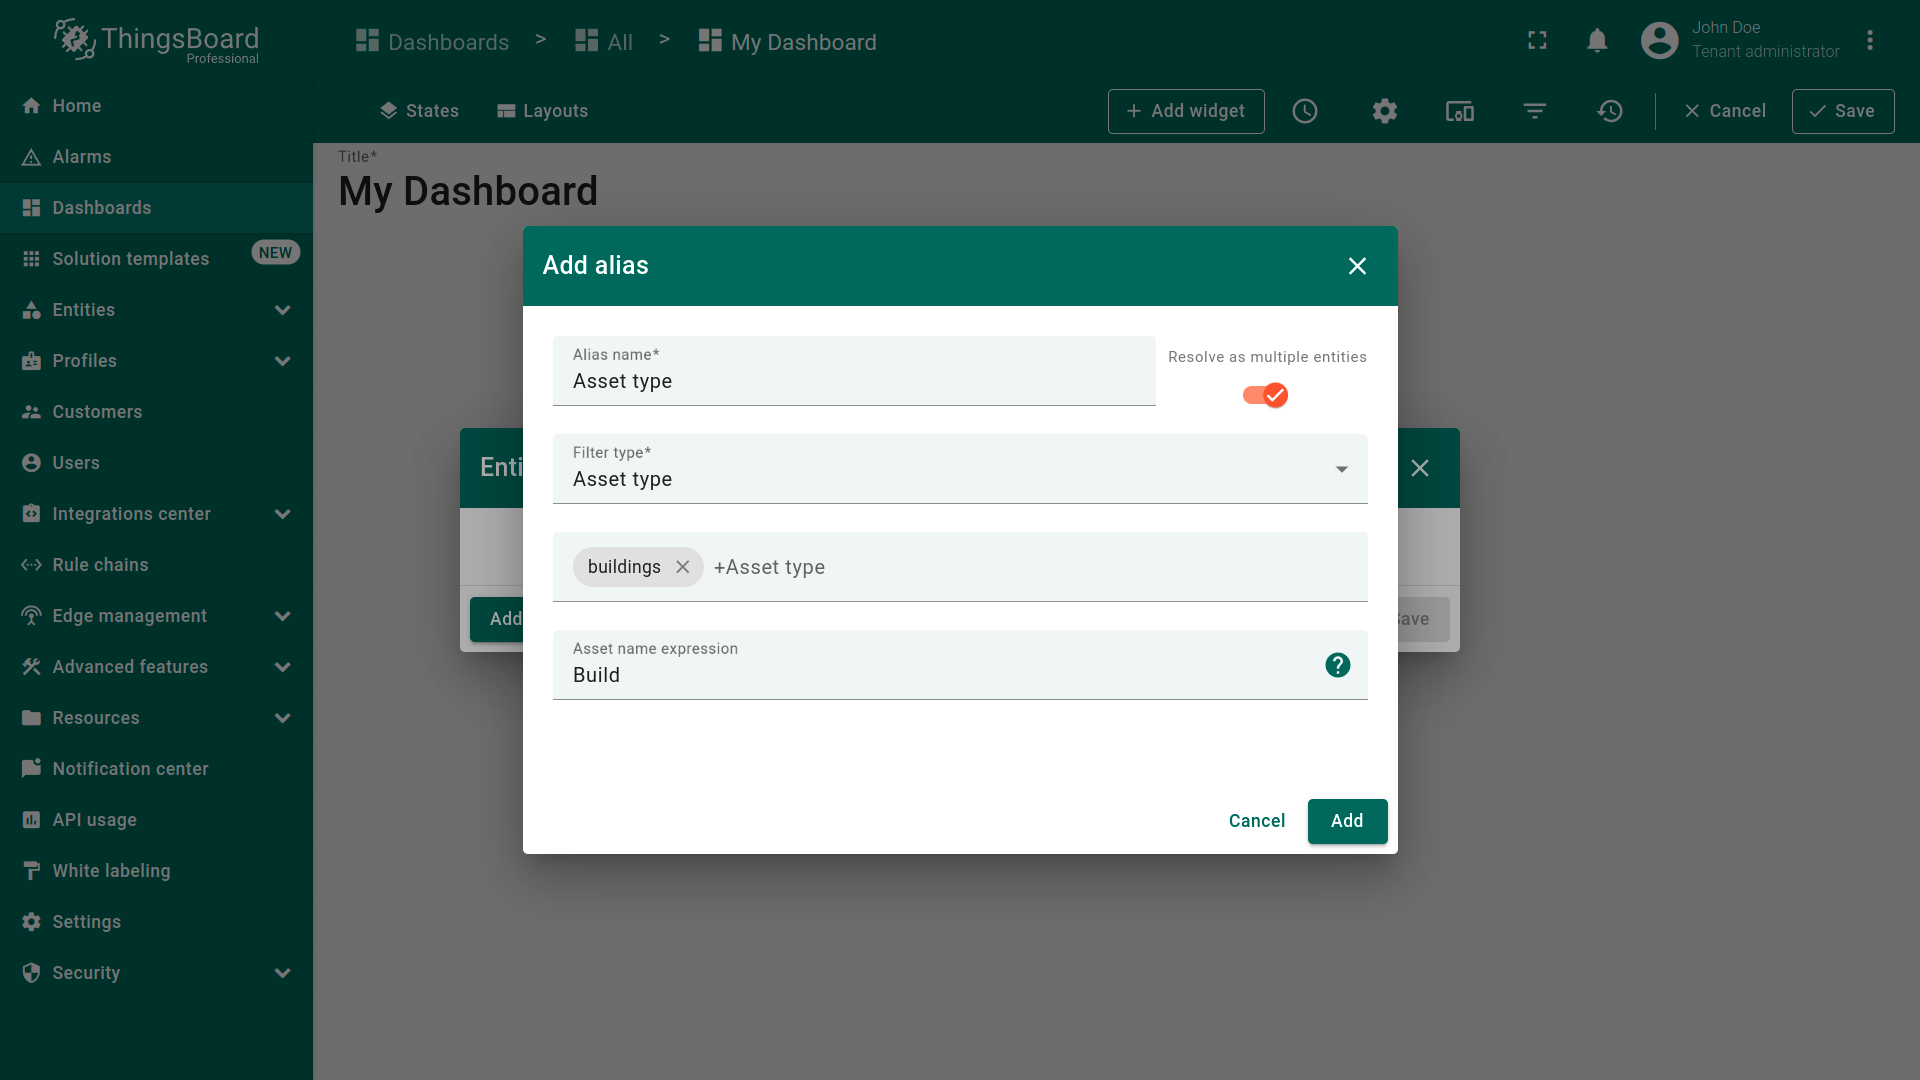 ThingsBoard
Professional
Dashboards > All > My Dashboard
John Doe
Tenant administrator
States Layouts
Add widget Cancel Save
Home
Alarms
Dashboards
Solution templates NEW
Entities
Profiles
Customers
Users
Integrations center
Rule chains
Edge management
Advanced features
Resources
Notification center
API usage
White labeling
Settings
Security
Title*
My Dashboard
Add alias
Alias name*
Asset type
Resolve as multiple entities
Filter type*
Asset type
buildings +Asset type
Asset name expression
Build
Cancel Add
Add